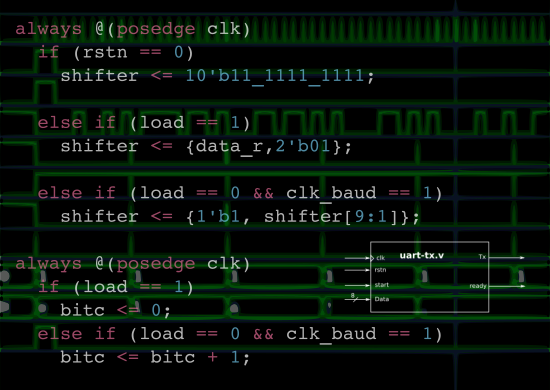 always @(posedge clk)
if (rstn == 0)
shifter <= 10'b11_1111_1111;
else if (load == 1)
shifter <= {data_r,2'b01};
else if (load == 0 && clk_baud == 1)
shifter <= {1'b1, shifter[9:1]};
always @(posedge clk)
if (load == 1)
bitc <= 0;
else if (load == 0 && clk_baud == 1)
bitc <= bitc + 1;
uart-tx.v
clk
Tx
rstn
start
ready
8
Data